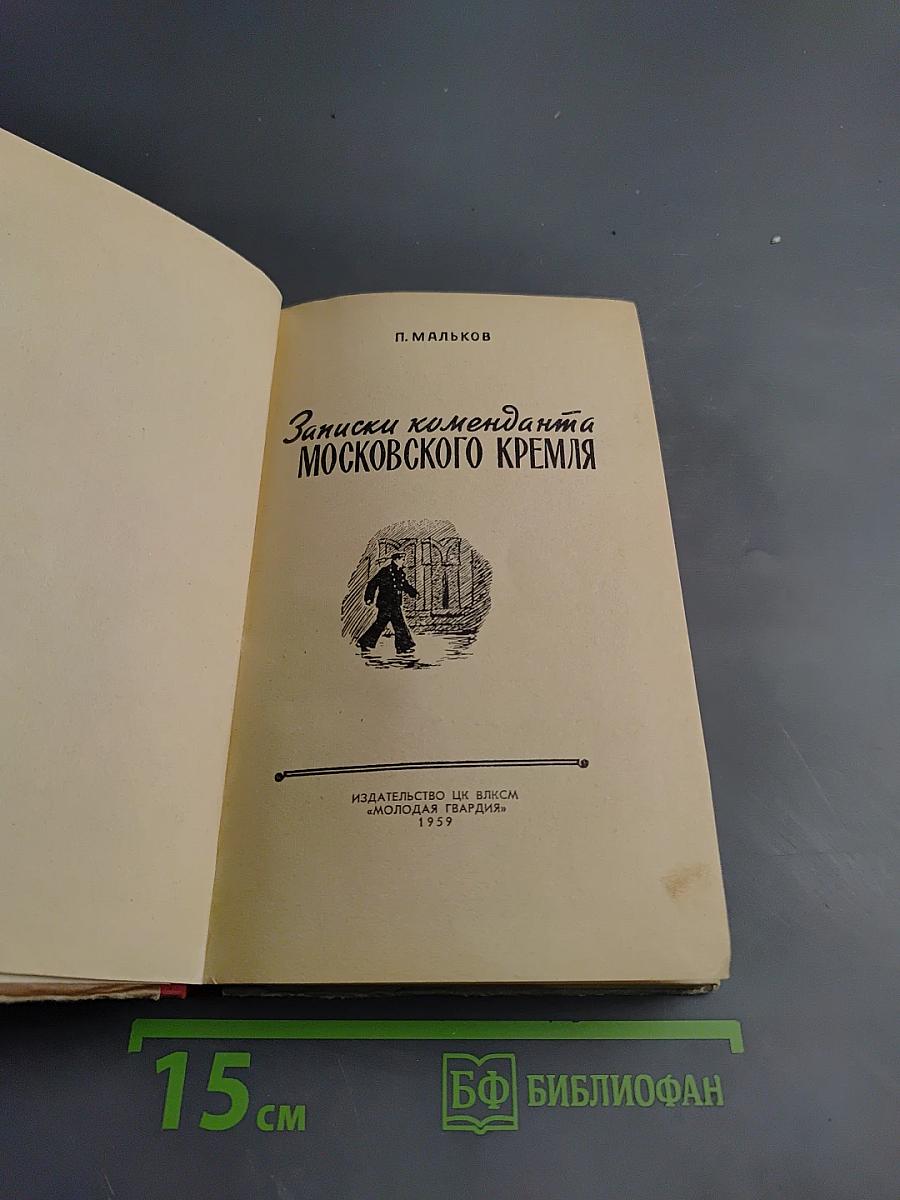 П. МАЛЬКОВ
Записки коменданта
МОСКОВСКОГО КРЕМЛЯ
ИЗДАТЕЛЬСТВО ЦК ВЛКСМ
«МОЛОДАЯ ГВАРДИЯ»
1959
15 см
БФ БИБЛИОФАН